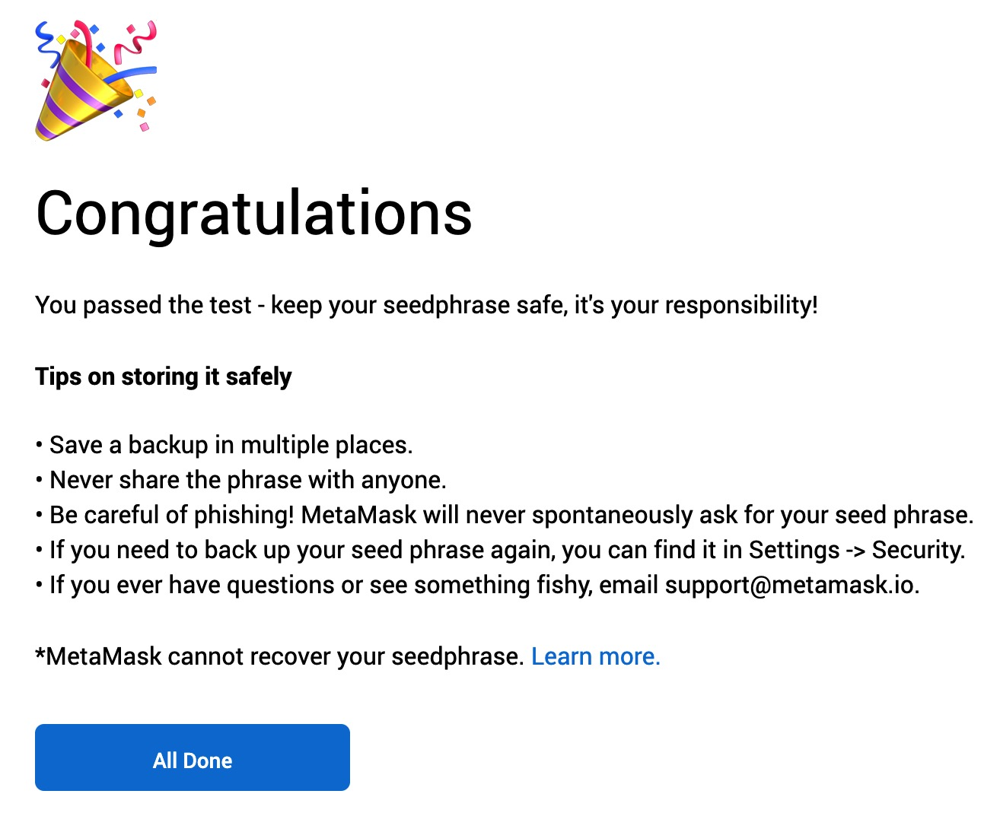 Congratulations
You passed the test - keep your seedphrase safe, it's your responsibility!
Tips on storing it safely
• Save a backup in multiple places.
• Never share the phrase with anyone.
• Be careful of phishing! MetaMask will never spontaneously ask for your seed phrase.
• If you need to back up your seed phrase again, you can find it in Settings -> Security.
• If you ever have questions or see something fishy, email support@metamask.io.
*MetaMask cannot recover your seedphrase. Learn more.
All Done